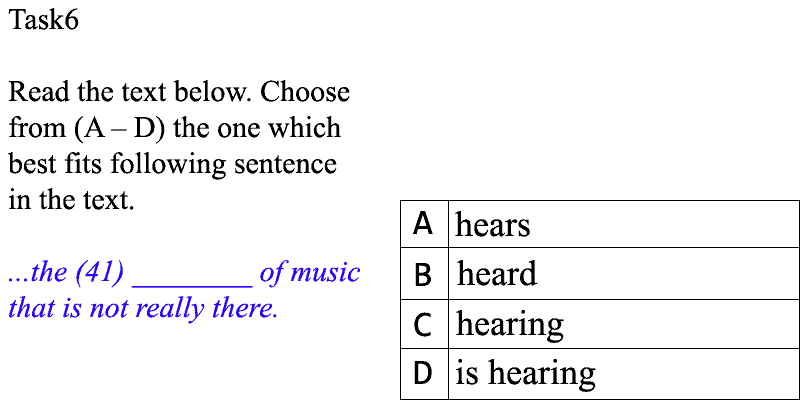 Task6
Read the text below. Choose
from (A – D) the one which
best fits following sentence
in the text.
...the (41) ________ of music
that is not really there.
A hears
B heard
C hearing
D is hearing